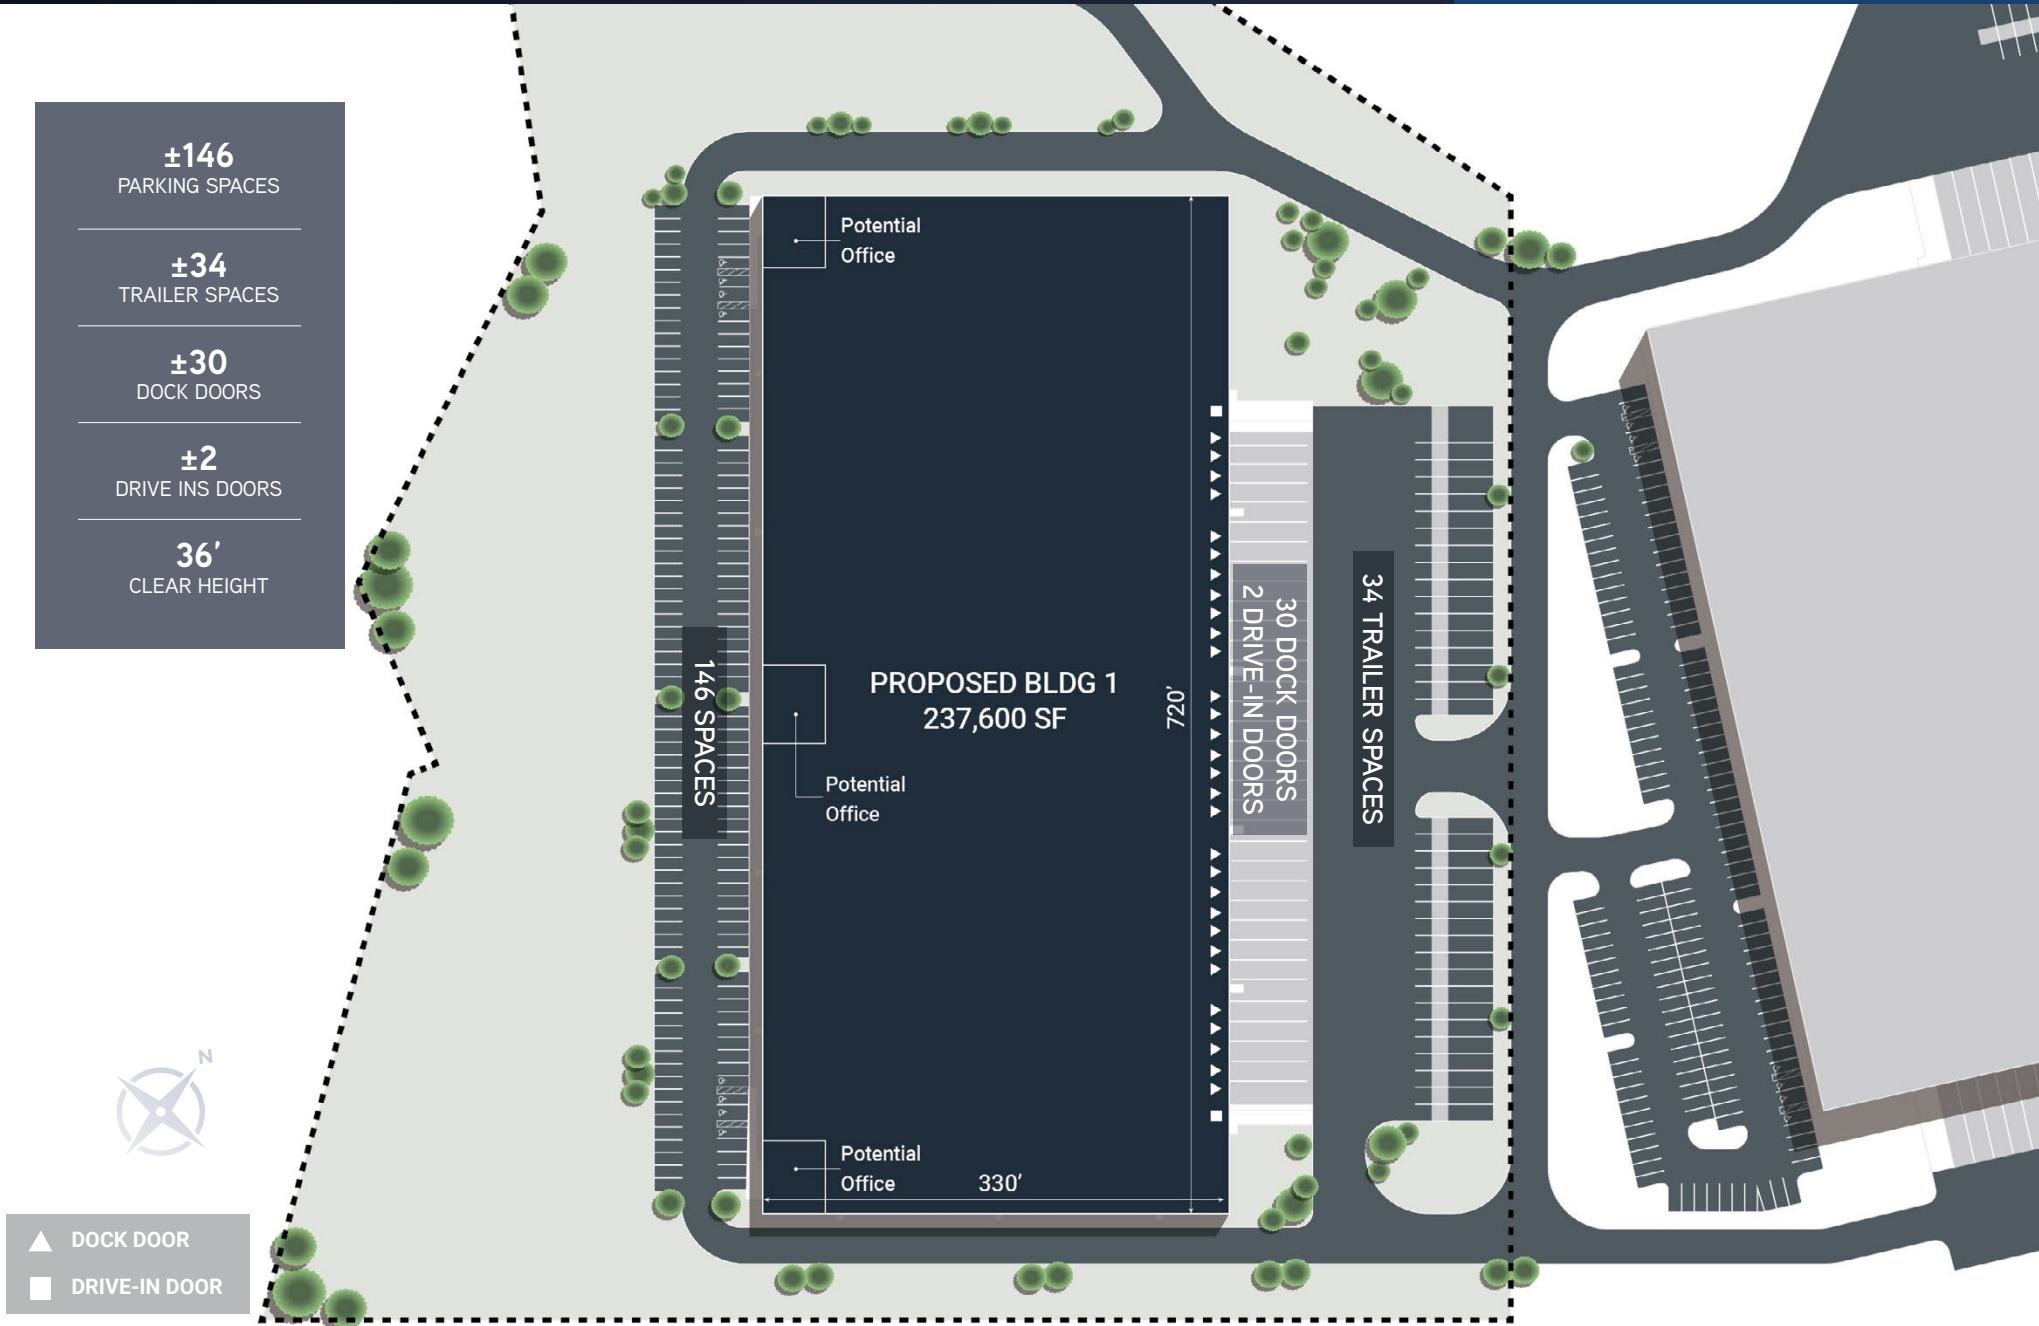 ±146
PARKING SPACES
±34
TRAILER SPACES
±30
DOCK DOORS
±2
DRIVE INS DOORS
36’
CLEAR HEIGHT
Potential
Office
146 SPACES
PROPOSED BLDG 1
237,600 SF
720’
30 DOCK DOORS
2 DRIVE-IN DOORS
34 TRAILER SPACES
Potential
Office
Potential
Office
330’
N
DOCK DOOR
DRIVE-IN DOOR